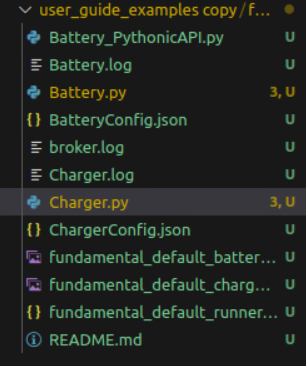 user_guide_examples copy / f...
Battery_PythonicAPI.py U
Battery.log U
Battery.py 3, U
{} BatteryConfig.json U
broker.log U
Charger.log U
Charger.py 3, U
{} ChargerConfig.json U
fundamental_default_batter... U
fundamental_default_charg... U
{} fundamental_default_runner... U
README.md U